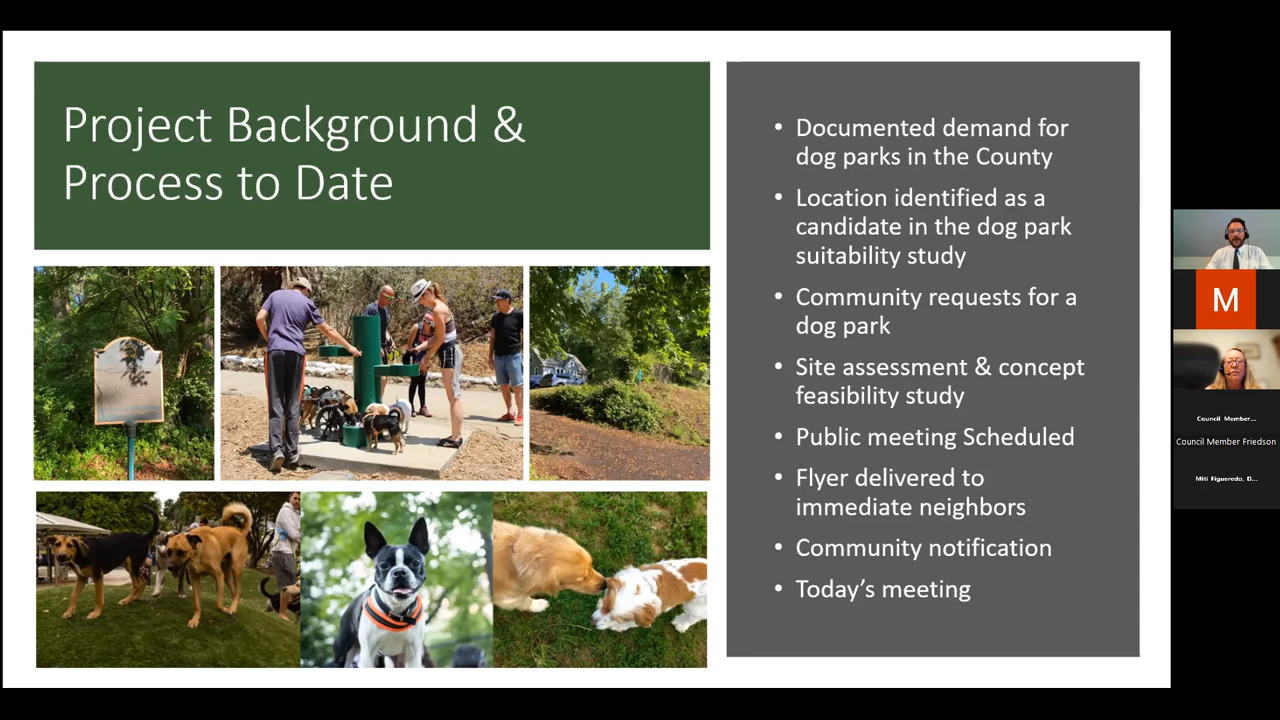 Project Background &
Process to Date
• Documented demand for
dog parks in the County
• Location identified as a
candidate in the dog park
suitability study
• Community requests for a
dog park
• Site assessment & concept
feasibility study
• Public meeting Scheduled
• Flyer delivered to
immediate neighbors
• Community notification
• Today's meeting
M
Council Member...
Council Member Friedson
Miti Figueredo, D...